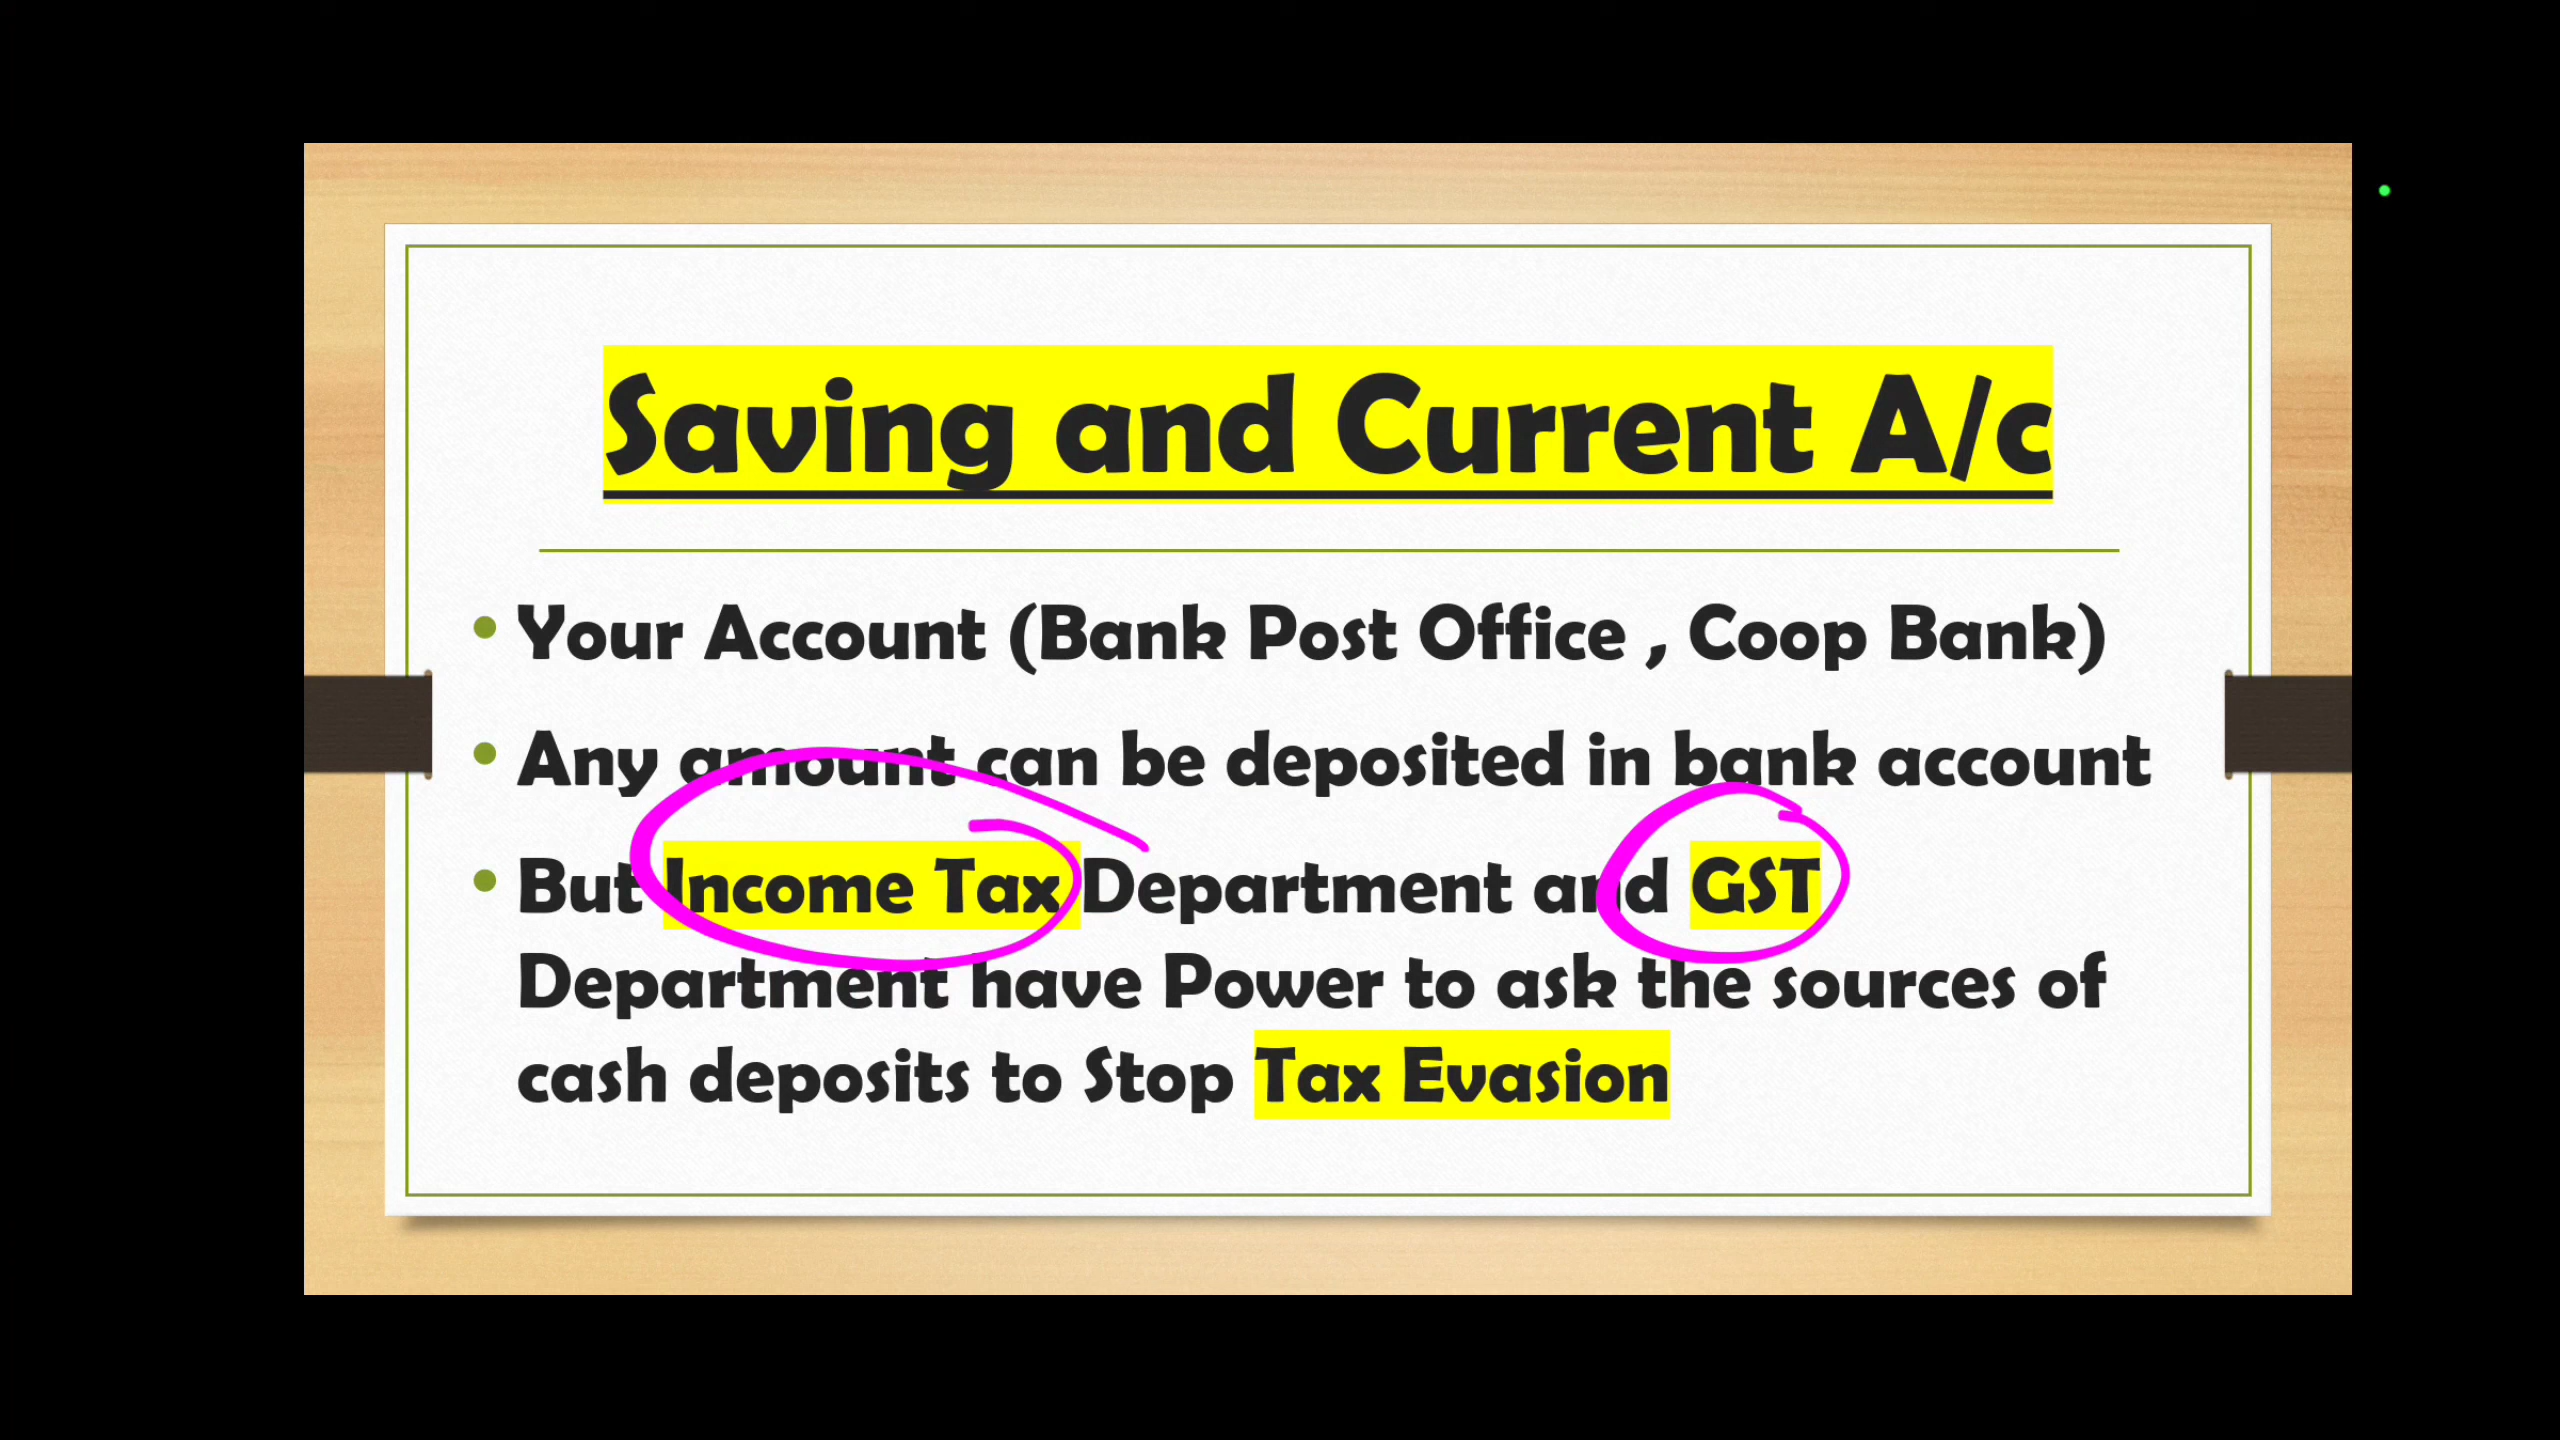 Saving and Current A/c
Your Account (Bank Post Office , Coop Bank)
Any amount can be deposited in bank account
But Income Tax Department and GST
Department have Power to ask the sources of
cash deposits to Stop Tax Evasion